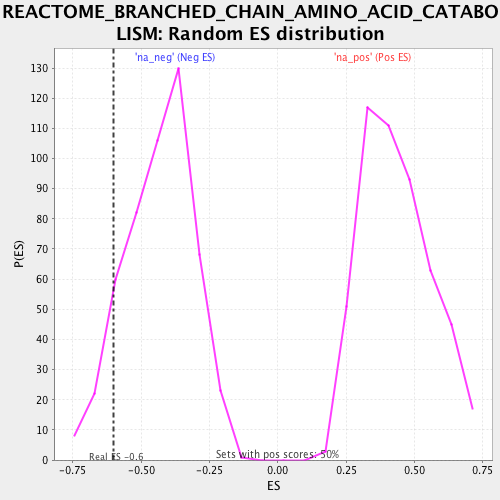 REACTOME_BRANCHED_CHAIN_AMINO_ACID_CATABO
LISM: Random ES distribution
'na_neg' (Neg ES)
'na_pos' (Pos ES)
130
120
110
100
90
80
70
60
50
40
30
20
10
0
P(ES)
Real ES -0.6
Sets with pos scores: 50%
-0.75
-0.50
-0.25
0.00
0.25
0.50
0.75
ES